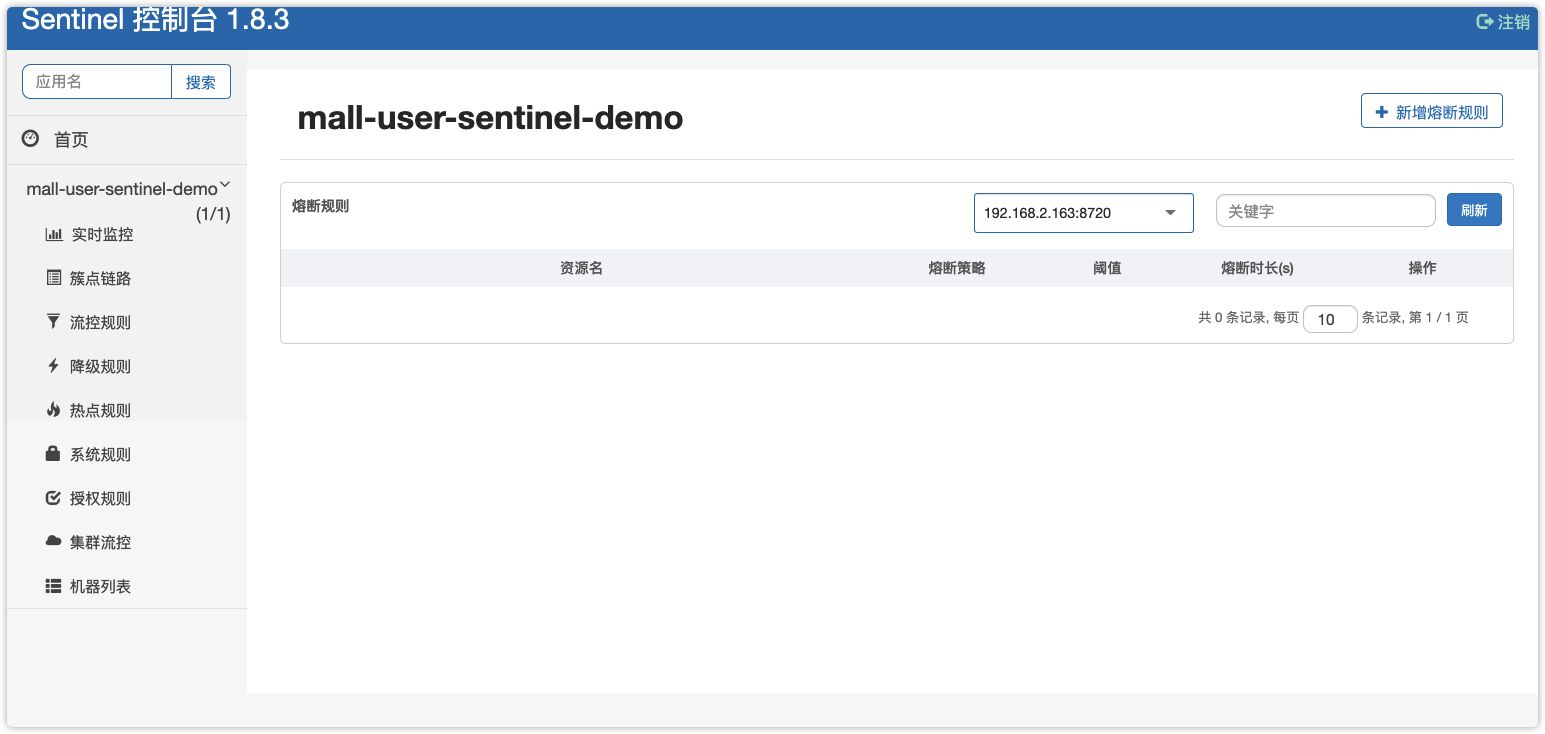 Sentinel 控制台 1.8.3
注销
应用名
搜索
首页
mall-user-sentinel-demo
(1/1)
实时监控
簇点链路
流控规则
降级规则
热点规则
系统规则
授权规则
集群流控
机器列表
mall-user-sentinel-demo
新增熔断规则
熔断规则
192.168.2.163:8720
关键字
刷新
资源名 熔断策略 阈值 熔断时长(s) 操作
共 0 条记录, 每页 10 条记录, 第 1 / 1 页